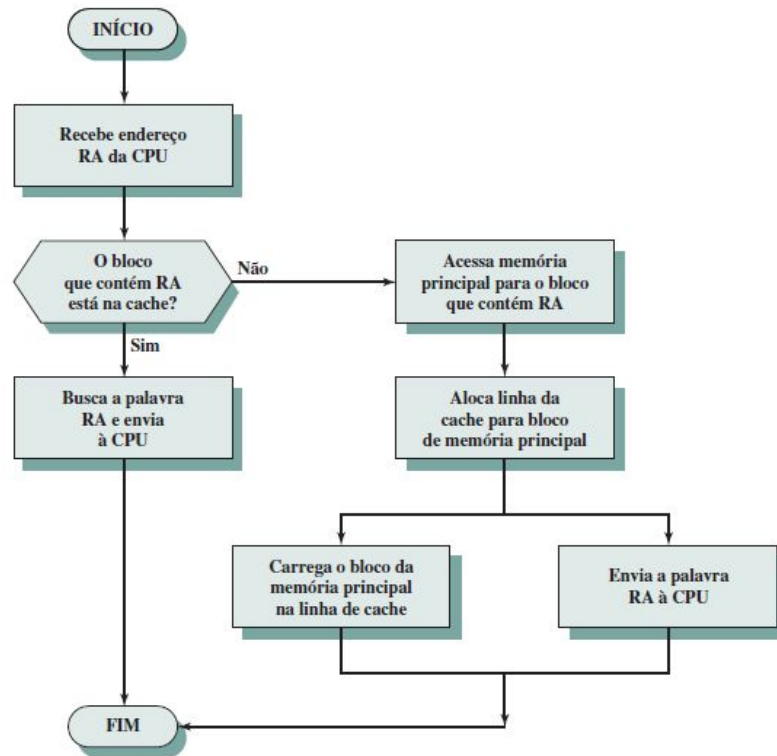 INÍCIO
Recebe endereço
RA da CPU
O bloco
que contém RA
está na cache?
Não
Acessa memória
principal para o bloco
que contém RA
Sim
Busca a palavra
RA e envia
à CPU
Aloca linha da
cache para bloco
de memória principal
Carrega o bloco da
memória principal
na linha de cache
Envia a palavra
RA à CPU
FIM